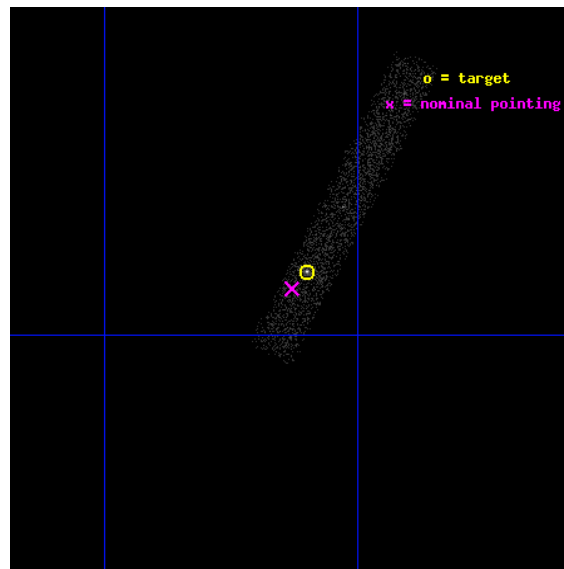 o = target
x = nominal pointing